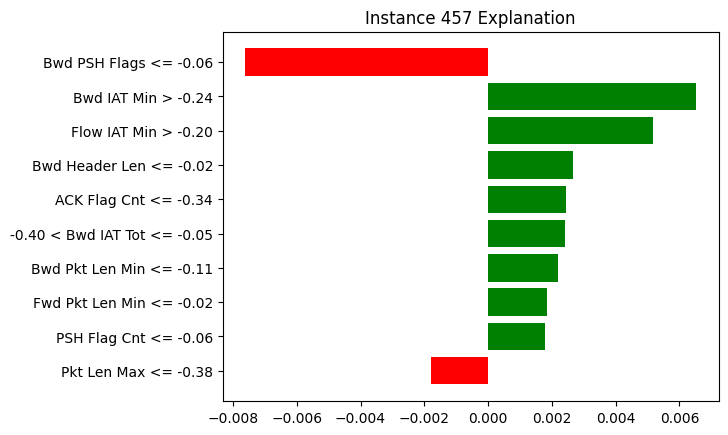 Instance 457 Explanation
Bwd PSH Flags <= -0.06
Bwd IAT Min > -0.24
Flow IAT Min > -0.20
Bwd Header Len <= -0.02
ACK Flag Cnt <= -0.34
-0.40 < Bwd IAT Tot <= -0.05
Bwd Pkt Len Min <= -0.11
Fwd Pkt Len Min <= -0.02
PSH Flag Cnt <= -0.06
Pkt Len Max <= -0.38
−0.008 −0.006 −0.004 −0.002 0.000 0.002 0.004 0.006